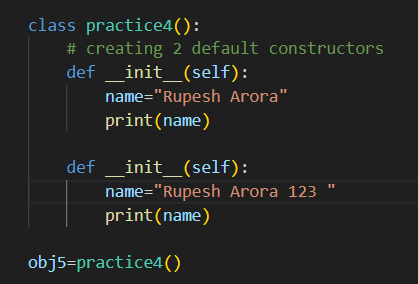 class practice4():
    # creating 2 default constructors
    def __init__(self):
        name="Rupesh Arora"
        print(name)

    def __init__(self):
        name="Rupesh Arora 123 "
        print(name)

obj5=practice4()